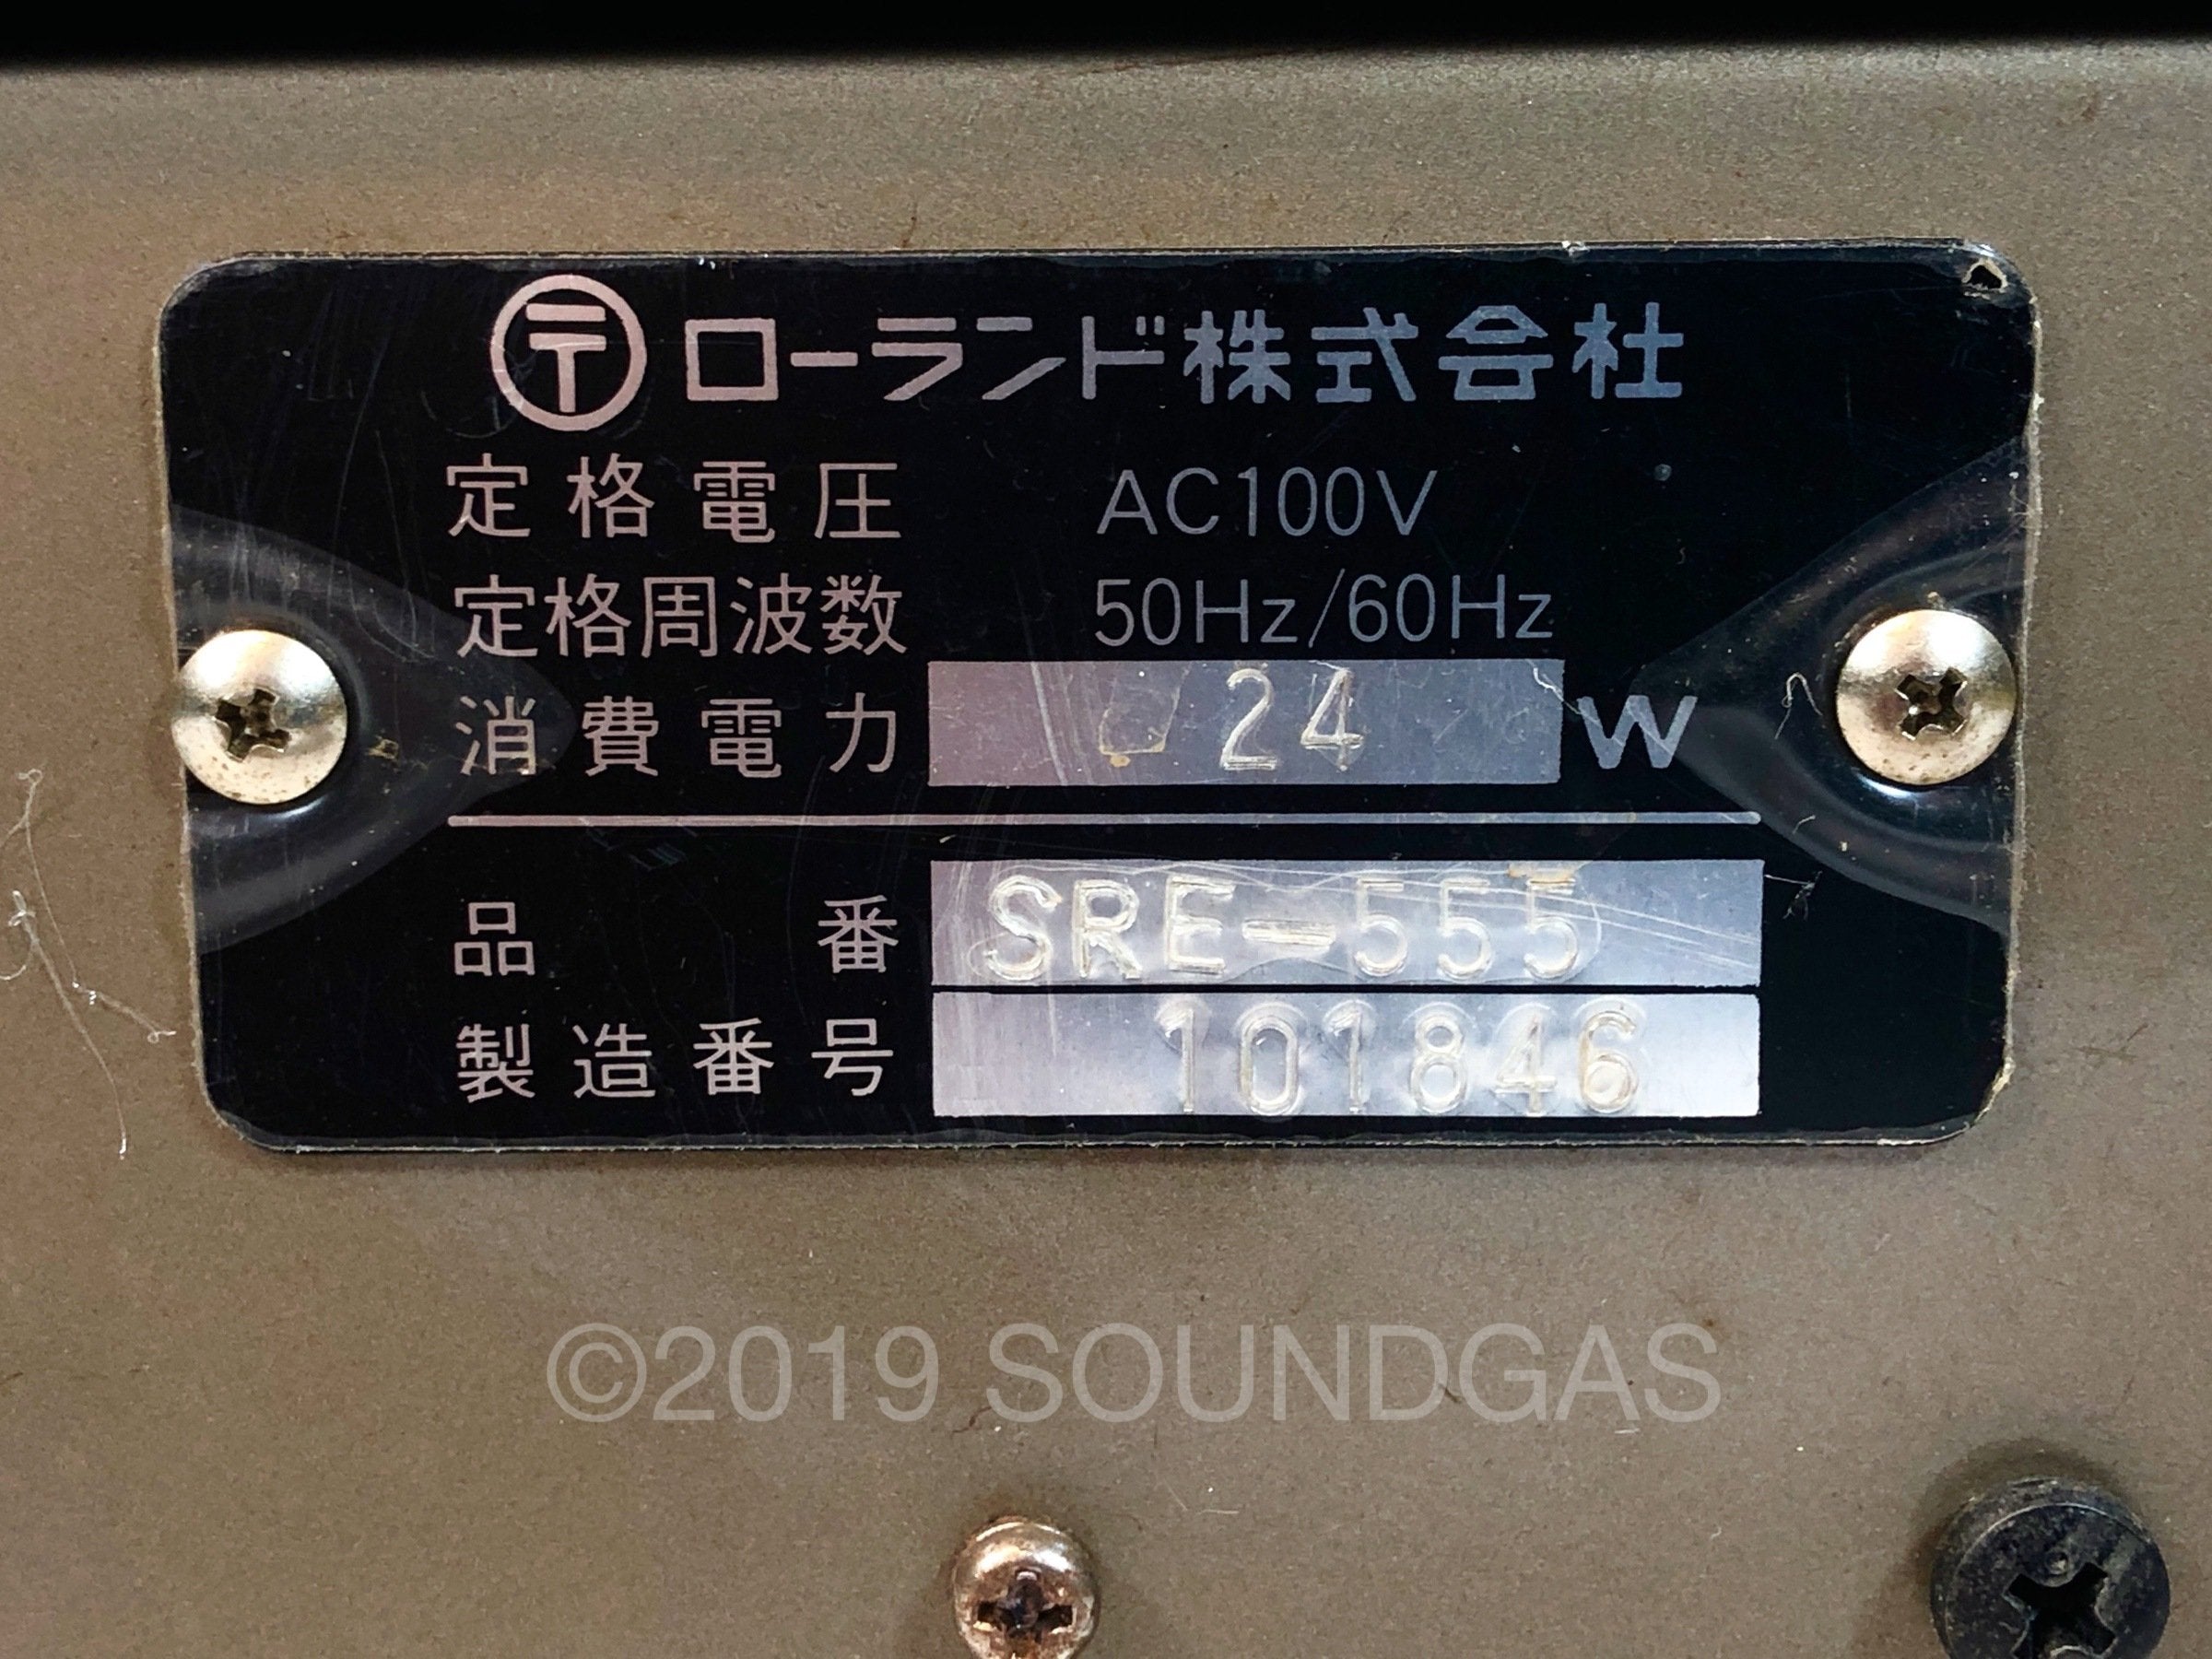 〒ローランド株式会社
定格電圧 AC100V
定格周波数 50Hz/60Hz
消費電力 24 W
品番 SRE-555
製造番号 101846
©2019 SOUNDGAS